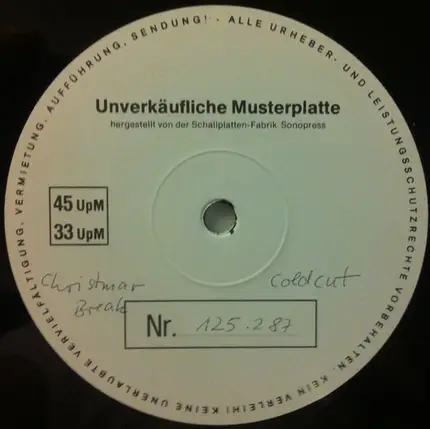 ALLE URHEBER- UND LEISTUNGSSCHUTZRECHTE VORBEHALTEN. KEIN VERLEIH! KEINE UNERLAUBTE VERVIELFÄLTIGUNG, VERMIETUNG, AUFFÜHRUNG, SENDUNG! ·
Unverkäufliche Musterplatte
hergestellt von der Schallplatten-Fabrik Sonopress
45 UpM
33 UpM
Christmas
Break
Coldcut
Nr. 125.287